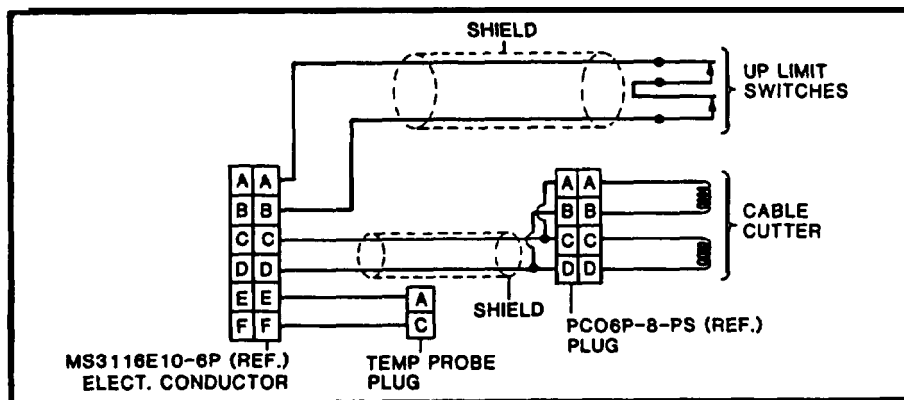 SHIELD
UP LIMIT
SWITCHES
A A
B B
C C
D D
E E
F F
A A
B B
C C
D D
CABLE
CUTTER
A
C
SHIELD
PC06P-8-PS (REF.)
PLUG
MS3116E10-6P (REF.)
ELECT. CONDUCTOR
TEMP PROBE
PLUG